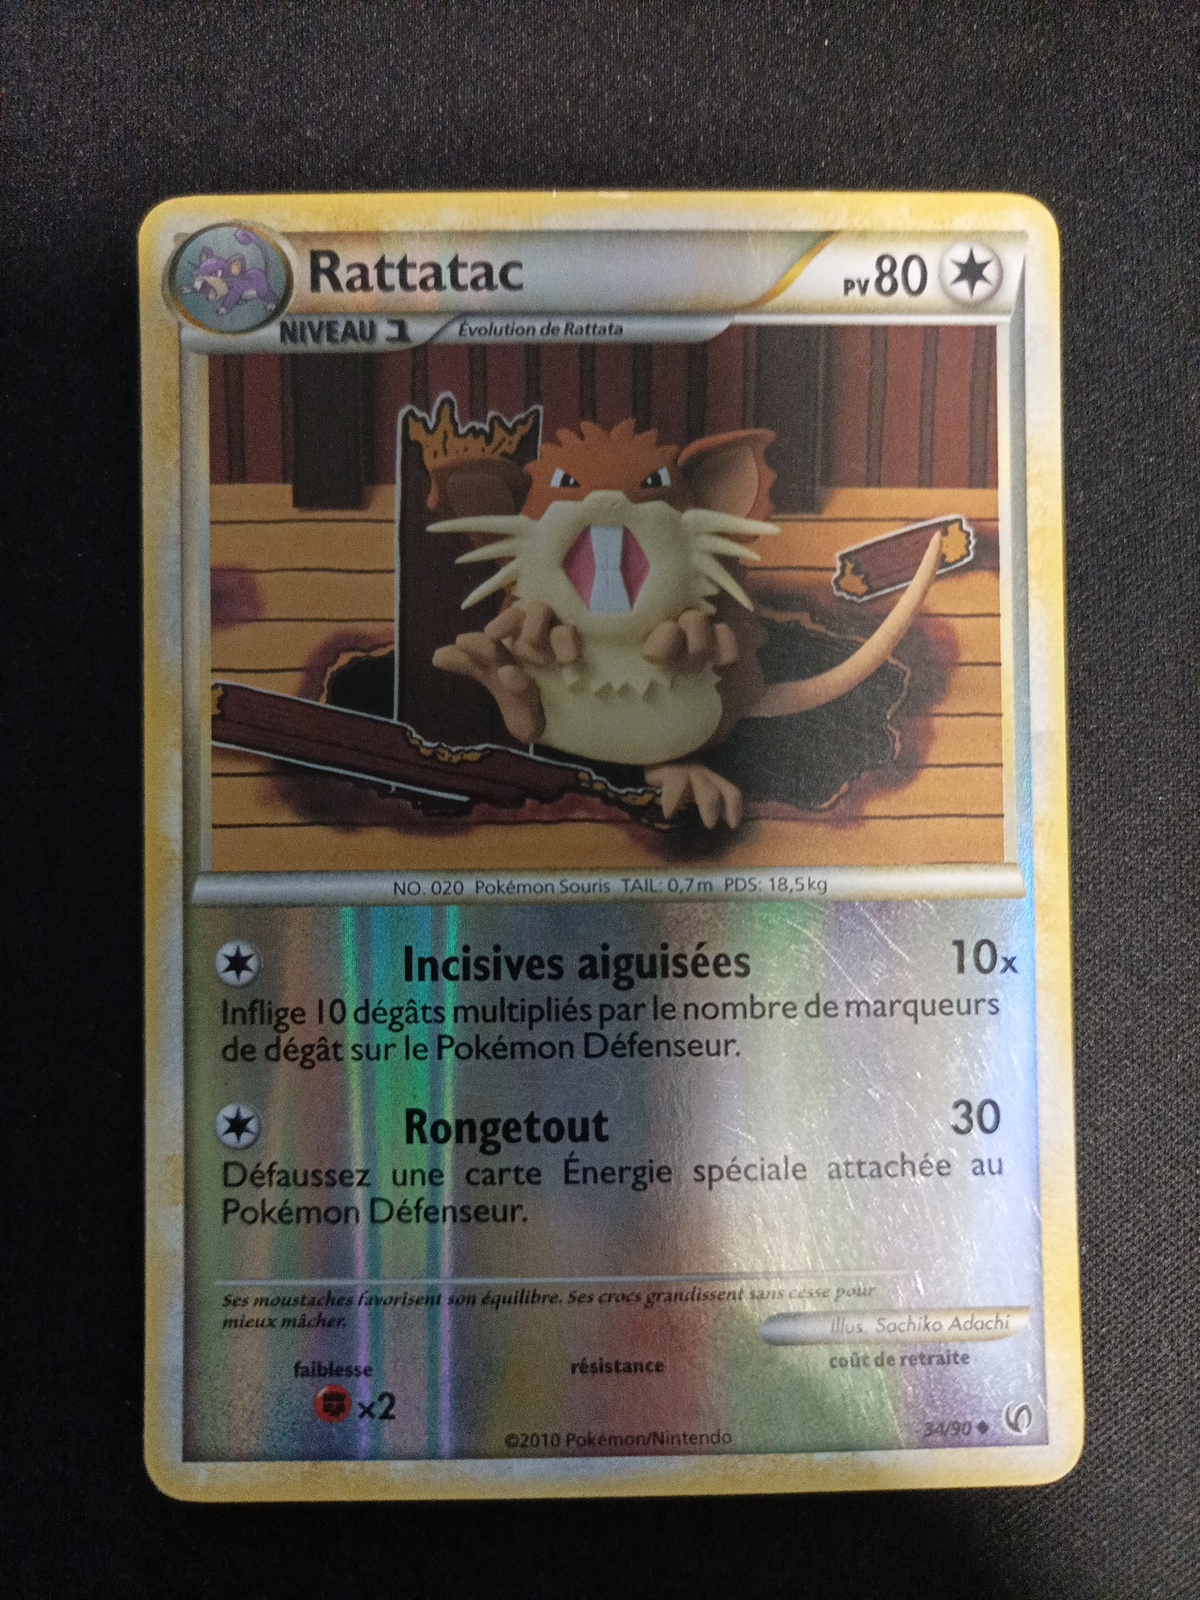 Rattatac
PV 80
NIVEAU 1
Évolution de Rattata
NO. 020 Pokémon Souris TAIL: 0,7m PDS: 18,5kg
Incisives aiguisées 10x
Inflige 10 dégâts multipliés par le nombre de marqueurs
de dégât sur le Pokémon Défenseur.
Rongetout 30
Défaussez une carte Énergie spéciale attachée au
Pokémon Défenseur.
Ses moustaches favorisent son équilibre. Ses crocs grandissent sans cesse pour
mieux mâcher.
Illus. Sachiko Adachi
faiblesse résistance coût de retraite
x2
©2010 Pokémon/Nintendo
34/90